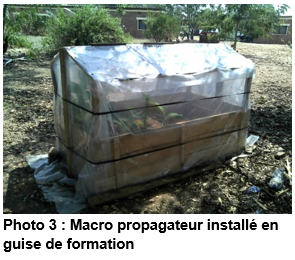 Photo 3 : Macro propagateur installé en
guise de formation